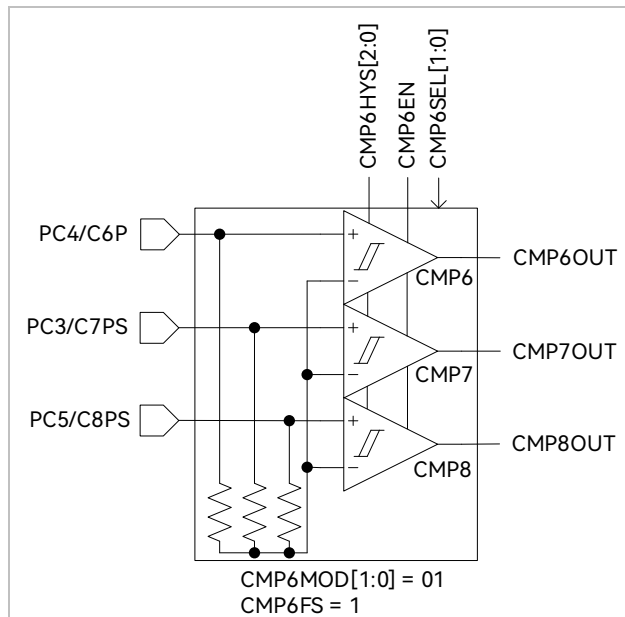 CMP6HYS[2:0]
CMP6EN
CMP6SEL[1:0]
PC4/C6P
+
−
CMP6
CMP6OUT
PC3/C7PS
+
−
CMP7
CMP7OUT
PC5/C8PS
+
−
CMP8
CMP8OUT
CMP6MOD[1:0] = 01
CMP6FS = 1